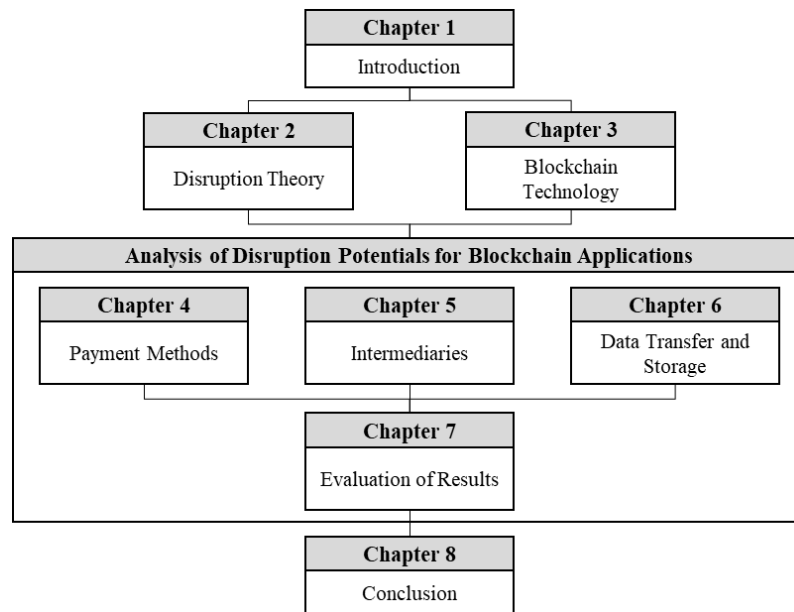 Chapter 1
Introduction
Chapter 2
Disruption Theory
Chapter 3
Blockchain
Technology
Analysis of Disruption Potentials for Blockchain Applications
Chapter 4
Payment Methods
Chapter 5
Intermediaries
Chapter 6
Data Transfer and
Storage
Chapter 7
Evaluation of Results
Chapter 8
Conclusion